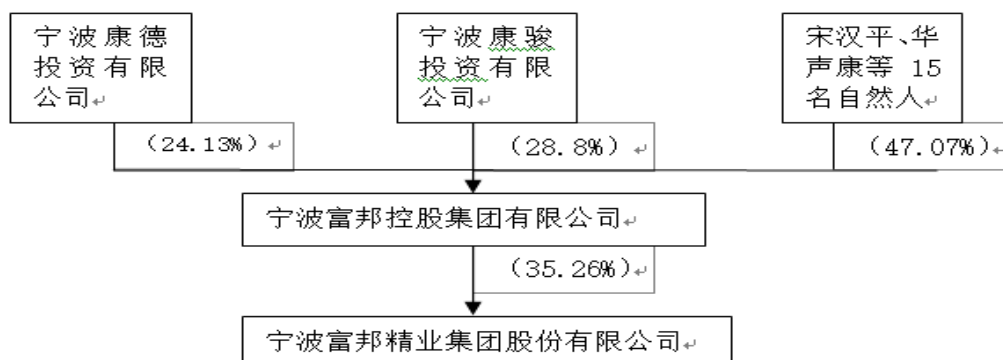 宁波康德
投资有限
公司
宁波康骏
投资有限
公司
宋汉平、华
声康等 15
名自然人
（24.13%）
（28.8%）
（47.07%）
宁波富邦控股集团有限公司
（35.26%）
宁波富邦精业集团股份有限公司